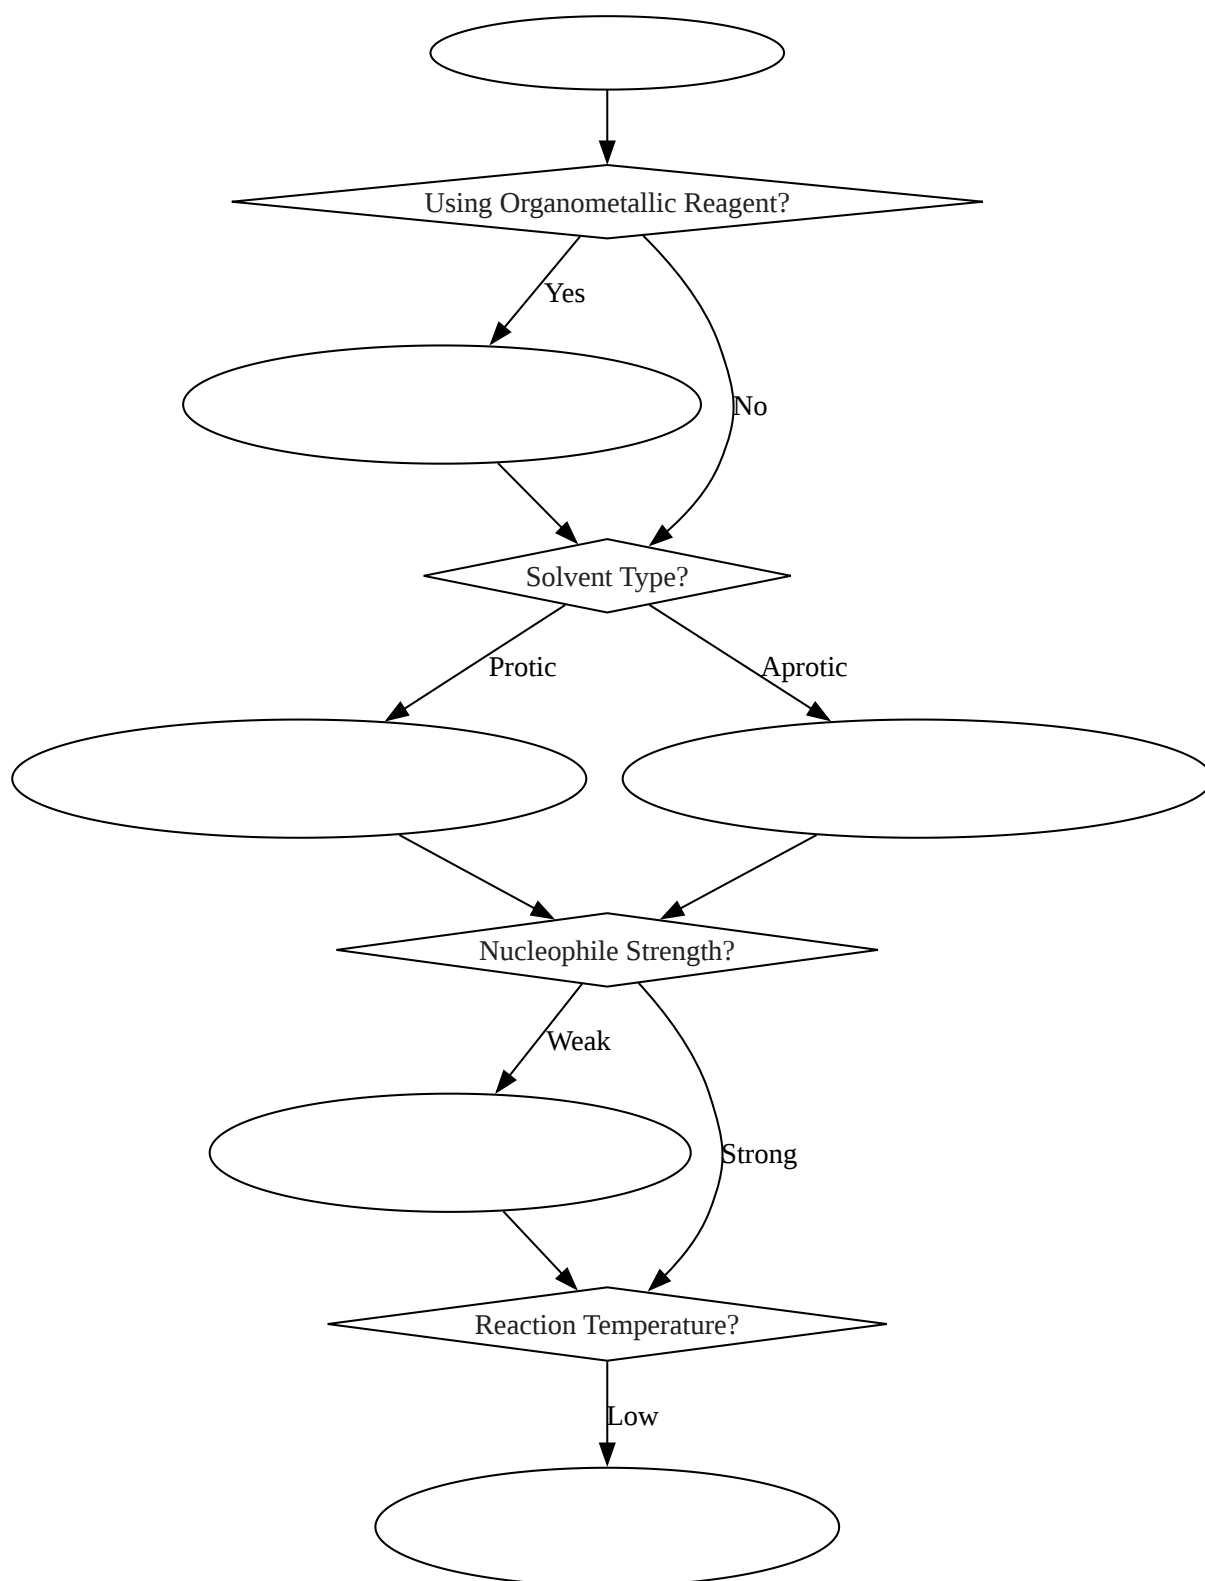 Using Organometallic Reagent?
Yes
No
Solvent Type?
Protic
Aprotic
Nucleophile Strength?
Weak
Strong
Reaction Temperature?
Low